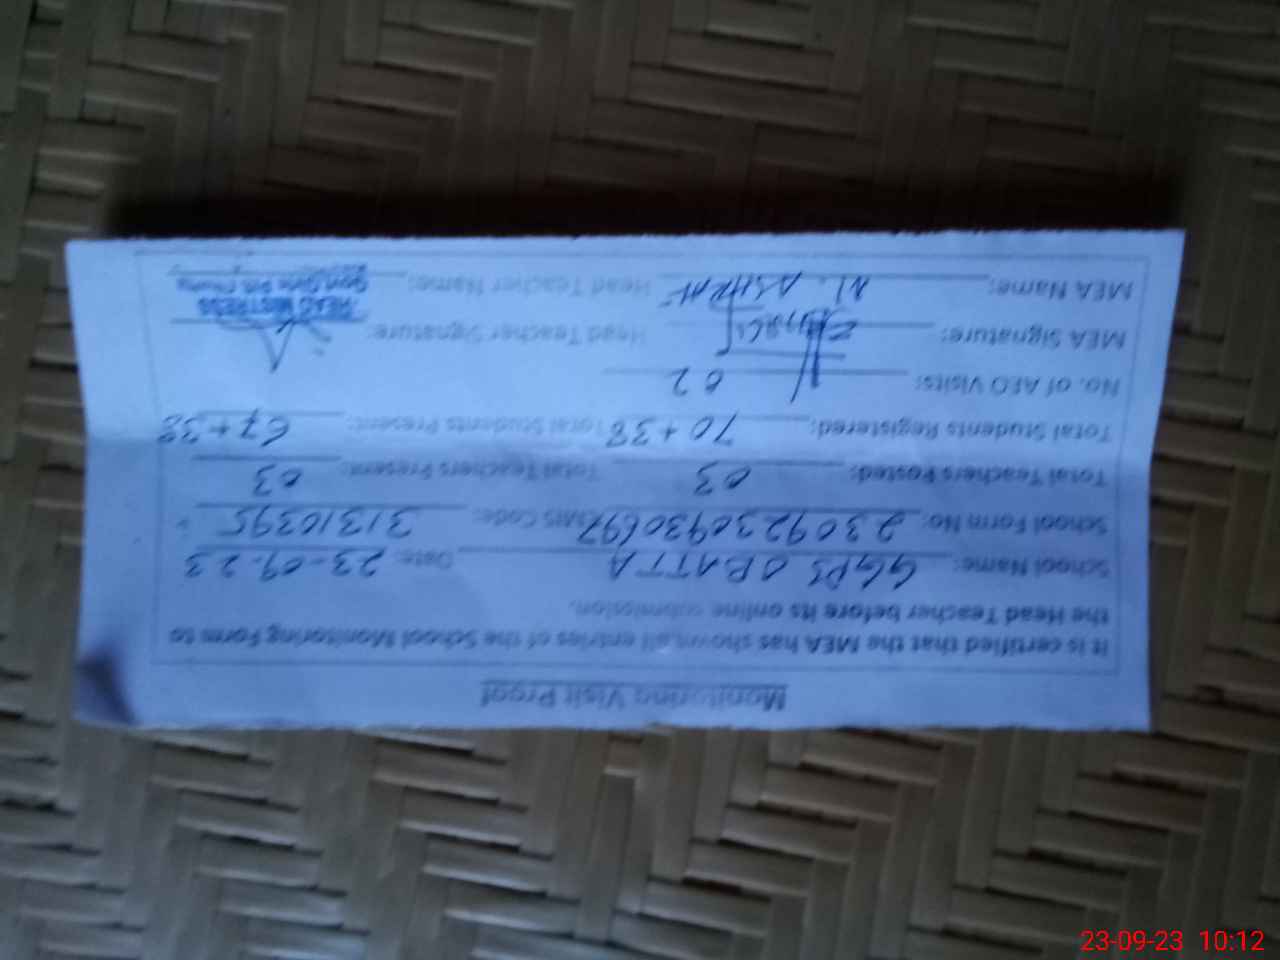 Monitoring Visit Proof
It is certified that the MEA has shown all entries of the School Monitoring Form to
the Head Teacher before its online submission.
School Name: GGPS OBATTA Date: 23-09-23
School Form No: 2309230930697 EMIS Code: 31310395
Total Teachers Posted: 03 Total Teachers Present: 03
Total Students Registered: 70+38 Total Students Present: 67+38
No. of AEO Visits: 02
MEA Signature: Head Teacher Signature:
MEA Name: M. ASHRAF Head Teacher Name:
HEAD MISTRESS
23-09-23 10:12